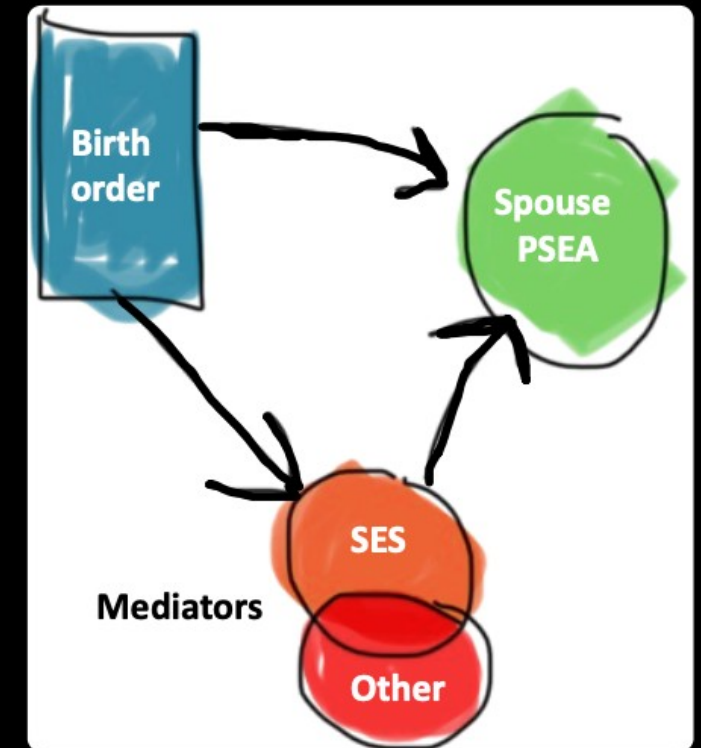 Birth
order
Spouse
PSEA
SES
Mediators
Other